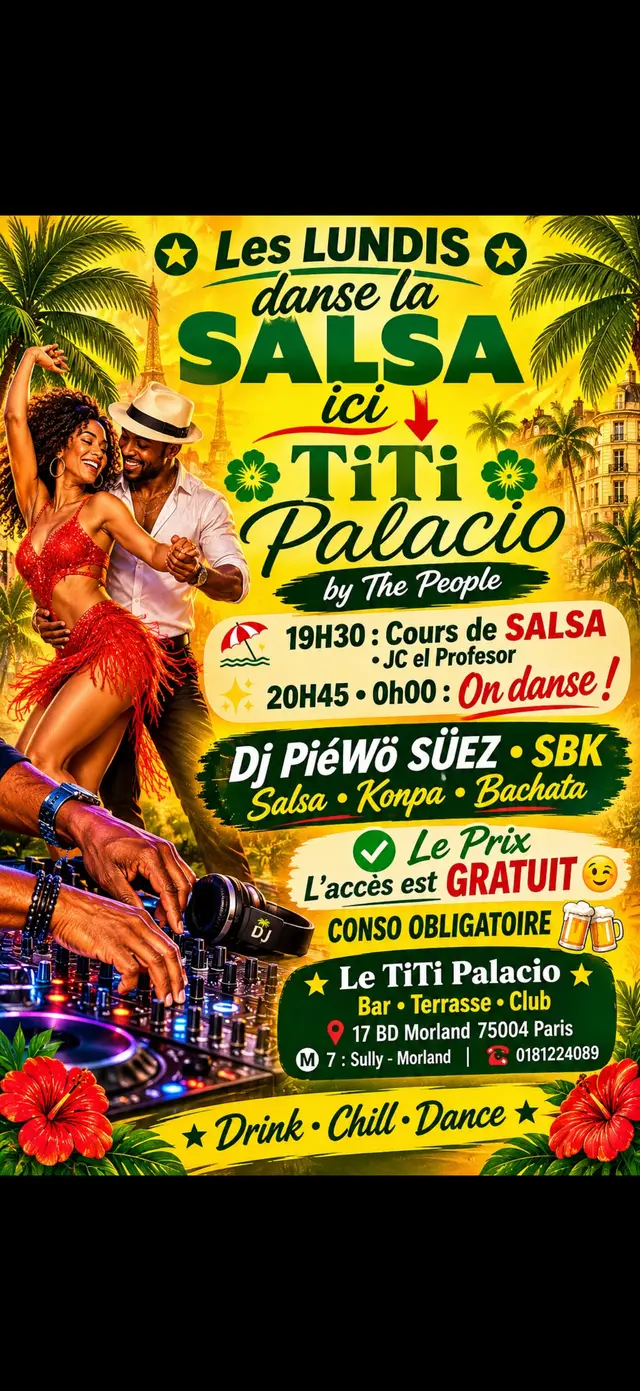 Les LUNDIS
danse la
SALSA
ici
TiTi
Palacio
by The People
19H30 : Cours de SALSA
• JC el Profesor
20H45 • 0h00 : On danse !
Dj PiéWö SÜEZ • SBK
Salsa • Konpa • Bachata
Le Prix
L'accès est GRATUIT
CONSO OBLIGATOIRE
DJ
Le TiTi Palacio
Bar • Terrasse • Club
17 BD Morland 75004 Paris
M 7 : Sully - Morland | 0181224089
Drink • Chill • Dance